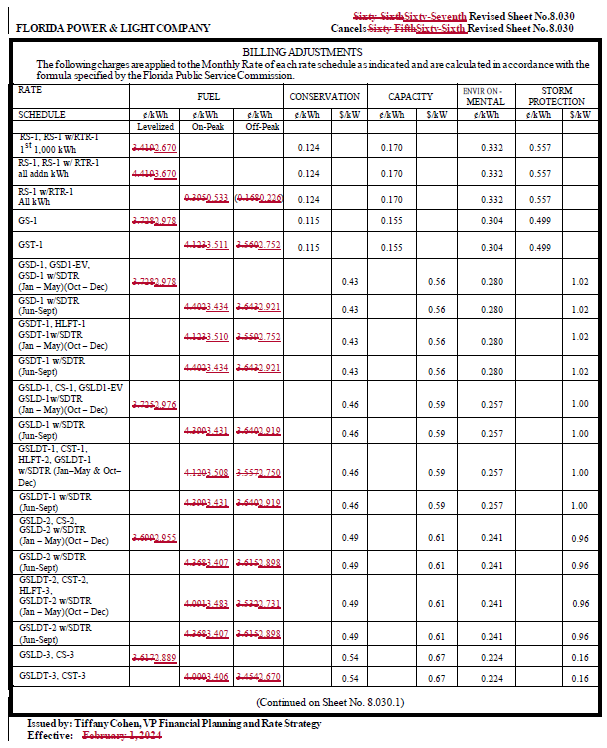 Sixty-SixthSixty-Seventh Revised Sheet No.8.030
FLORIDA POWER & LIGHT COMPANY Cancels Sixty-FifthSixty-Sixth Revised Sheet No.8.030
BILLING ADJUSTMENTS
The following charges are applied to the Monthly Rate of each rate schedule as indicated and are calculated in accordance with the
formula specified by the Florida Public Service Commission.
RATE FUEL CONSERVATION CAPACITY ENVIRON- MENTAL STORM PROTECTION
SCHEDULE ¢/kWh ¢/kWh ¢/kWh ¢/kWh $/kW ¢/kWh $/kW ¢/kWh ¢/kWh $/kW
Levelized On-Peak Off-Peak
RS-1, RS-1 w/RTR-1
1st 1,000 kWh 3.4192.670 0.124 0.170 0.332 0.557
RS-1, RS-1 w/ RTR-1
all addn kWh 4.4193.670 0.124 0.170 0.332 0.557
RS-1 w/RTR-1
All kWh 0.533 0.124 0.170 0.332 0.557
GS-1 3.7282.978 0.115 0.155 0.304 0.499
GST-1 4.1233.511 3.5602.752 0.115 0.155 0.304 0.499
GSD-1, GSD1-EV,
GSD-1 w/SDTR
(Jan – May)(Oct – Dec) 3.7282.978 0.43 0.56 0.280 1.02
GSD-1 w/SDTR
(Jun-Sept) 4.4023.434 3.6432.921 0.43 0.56 0.280 1.02
GSDT-1, HLFT-1
GSDT-1w/SDTR
(Jan – May)(Oct – Dec) 4.1233.510 3.5592.752 0.43 0.56 0.280 1.02
GSDT-1 w/SDTR
(Jun-Sept) 4.4023.434 3.6432.921 0.43 0.56 0.280 1.02
GSLD-1, CS-1, GSLD1-EV
GSLD-1w/SDTR
(Jan – May)(Oct – Dec) 3.7252.976 0.46 0.59 0.257 1.00
GSLD-1 w/SDTR
(Jun-Sept) 4.3993.431 3.6402.919 0.46 0.59 0.257 1.00
GSLDT-1, CST-1,
HLFT-2, GSLDT-1
w/SDTR (Jan–May & Oct–
Dec) 4.1203.508 3.5572.750 0.46 0.59 0.257 1.00
GSLDT-1 w/SDTR
(Jun-Sept) 4.3993.431 3.6402.919 0.46 0.59 0.257 1.00
GSLD-2, CS-2,
GSLD-2 w/SDTR
(Jan – May)(Oct – Dec) 3.6992.955 0.49 0.61 0.241 0.96
GSLD-2 w/SDTR
(Jun-Sept) 4.3683.407 3.6152.898 0.49 0.61 0.241 0.96
GSLDT-2, CST-2,
HLFT-3,
GSLDT-2 w/SDTR
(Jan – May)(Oct – Dec) 4.0913.483 3.5322.731 0.49 0.61 0.241 0.96
GSLDT-2 w/SDTR
(Jun-Sept) 4.3683.407 3.6152.898 0.49 0.61 0.241 0.96
GSLD-3, CS-3 3.6172.889 0.54 0.67 0.224 0.16
GSLDT-3, CST-3 4.0003.406 3.4542.670 0.54 0.67 0.224 0.16
(Continued on Sheet No. 8.030.1)
Issued by: Tiffany Cohen, VP Financial Planning and Rate Strategy
Effective: February 1, 2024